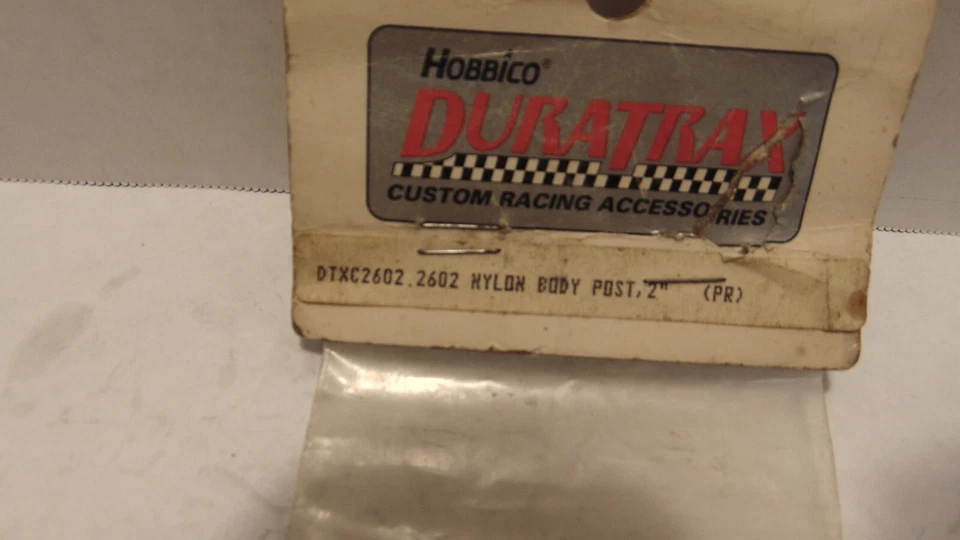 HOBBICO®
DURATRAX
CUSTOM RACING ACCESSORIES
DTXC2602.2602 NYLON BODY POST,2" (PR)